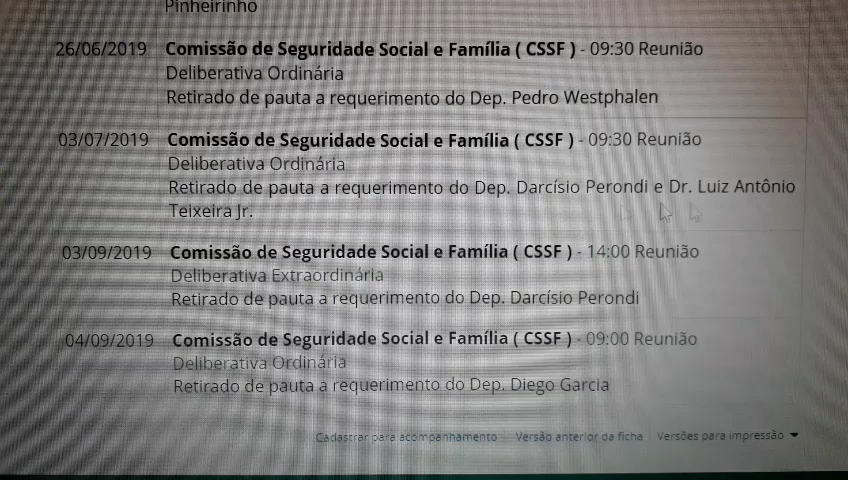 Pinheirinho
26/06/2019 Comissão de Seguridade Social e Família ( CSSF ) - 09:30 Reunião
Deliberativa Ordinária
Retirado de pauta a requerimento do Dep. Pedro Westphalen
03/07/2019 Comissão de Seguridade Social e Família ( CSSF ) - 09:30 Reunião
Deliberativa Ordinária
Retirado de pauta a requerimento do Dep. Darcísio Perondi e Dr. Luiz Antônio
Teixeira Jr.
03/09/2019 Comissão de Seguridade Social e Família ( CSSF ) - 14:00 Reunião
Deliberativa Extraordinária
Retirado de pauta a requerimento do Dep. Darcísio Perondi
04/09/2019 Comissão de Seguridade Social e Família ( CSSF ) - 09:00 Reunião
Deliberativa Ordinária
Retirado de pauta a requerimento do Dep. Diego Garcia
Cadastrar para acompanhamento | Versão anterior da ficha | Versões para impressão